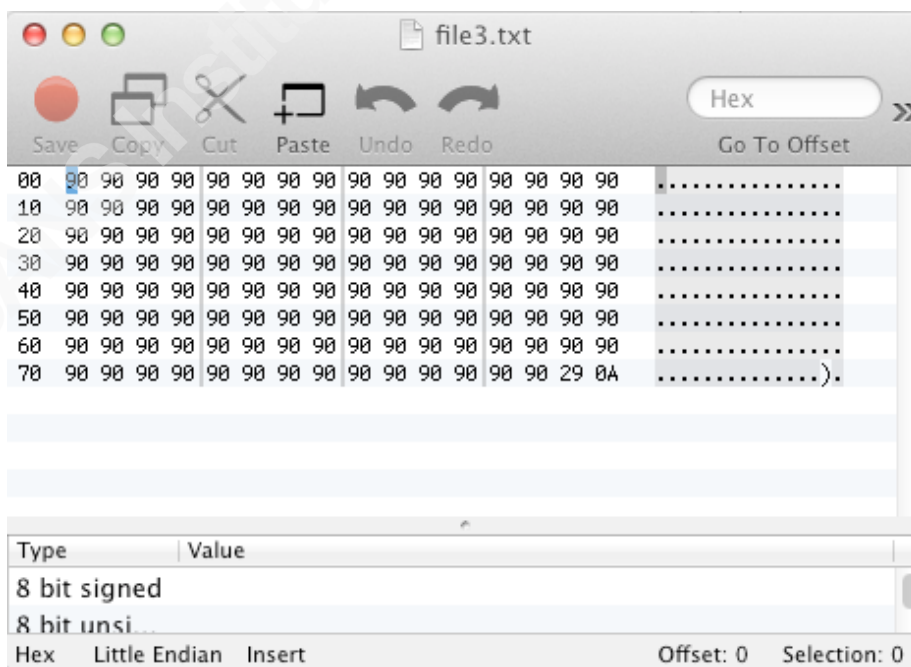 file3.txt
Save Copy Cut Paste Undo Redo Hex
Go To Offset
00 90 90 90 90 90 90 90 90 90 90 90 90 90 90 90 90 ................
10 90 90 90 90 90 90 90 90 90 90 90 90 90 90 90 90 ................
20 90 90 90 90 90 90 90 90 90 90 90 90 90 90 90 90 ................
30 90 90 90 90 90 90 90 90 90 90 90 90 90 90 90 90 ................
40 90 90 90 90 90 90 90 90 90 90 90 90 90 90 90 90 ................
50 90 90 90 90 90 90 90 90 90 90 90 90 90 90 90 90 ................
60 90 90 90 90 90 90 90 90 90 90 90 90 90 90 90 90 ................
70 90 90 90 90 90 90 90 90 90 90 90 90 90 90 29 0A ..............).
Type Value
8 bit signed
8 bit unsi...
Hex Little Endian Insert Offset: 0 Selection: 0